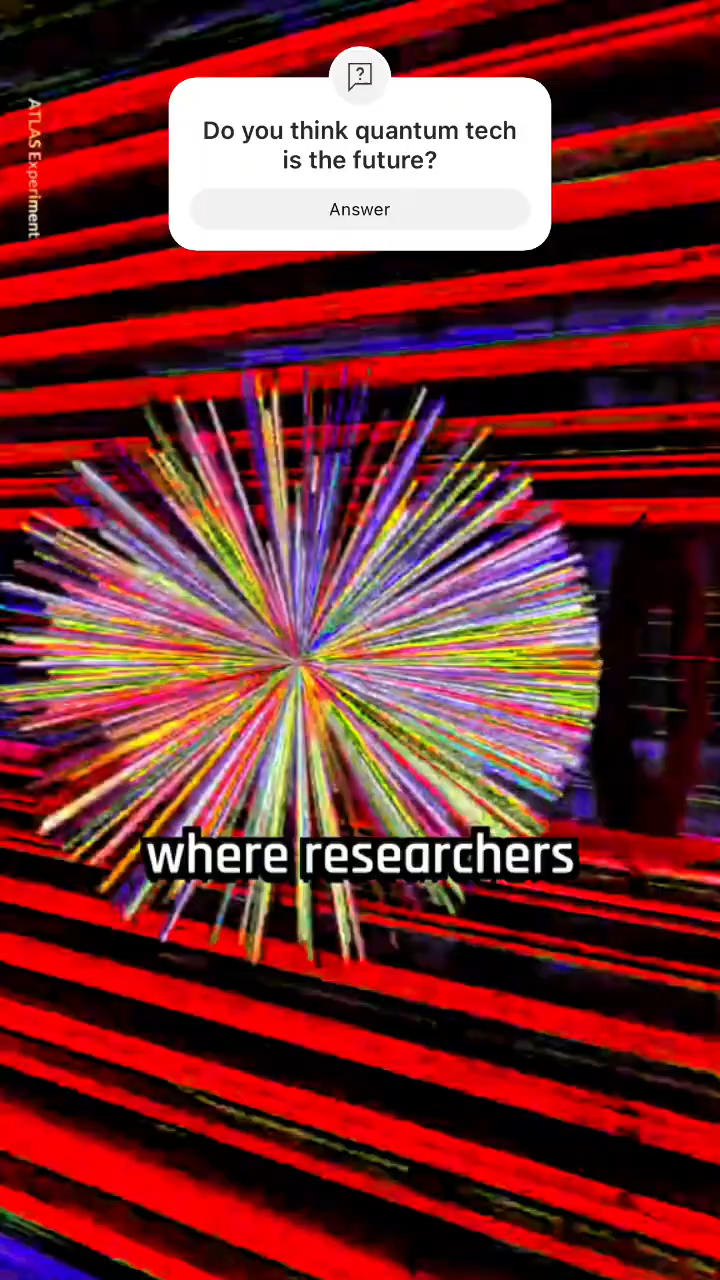 ?
Do you think quantum tech
is the future?
Answer
ATLAS Experiment
where researchers